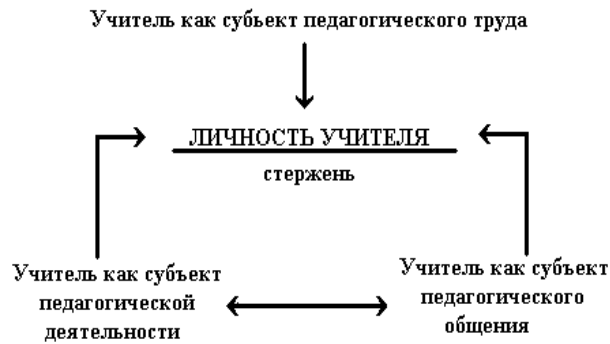 Учитель как субъект педагогического труда
ЛИЧНОСТЬ УЧИТЕЛЯ
стержень
Учитель как субъект
педагогической
деятельности
Учитель как субъект
педагогического
общения